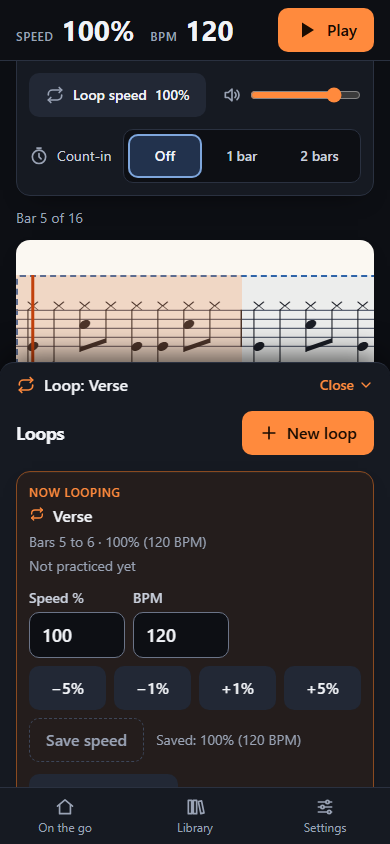 SPEED 100% BPM 120 Play
Loop speed 100%
Count-in Off 1 bar 2 bars
Bar 5 of 16
Loop: Verse Close
Loops + New loop
NOW LOOPING
Verse
Bars 5 to 6 · 100% (120 BPM)
Not practiced yet
Speed % BPM
100 120
−5% −1% +1% +5%
Save speed Saved: 100% (120 BPM)
On the go Library Settings